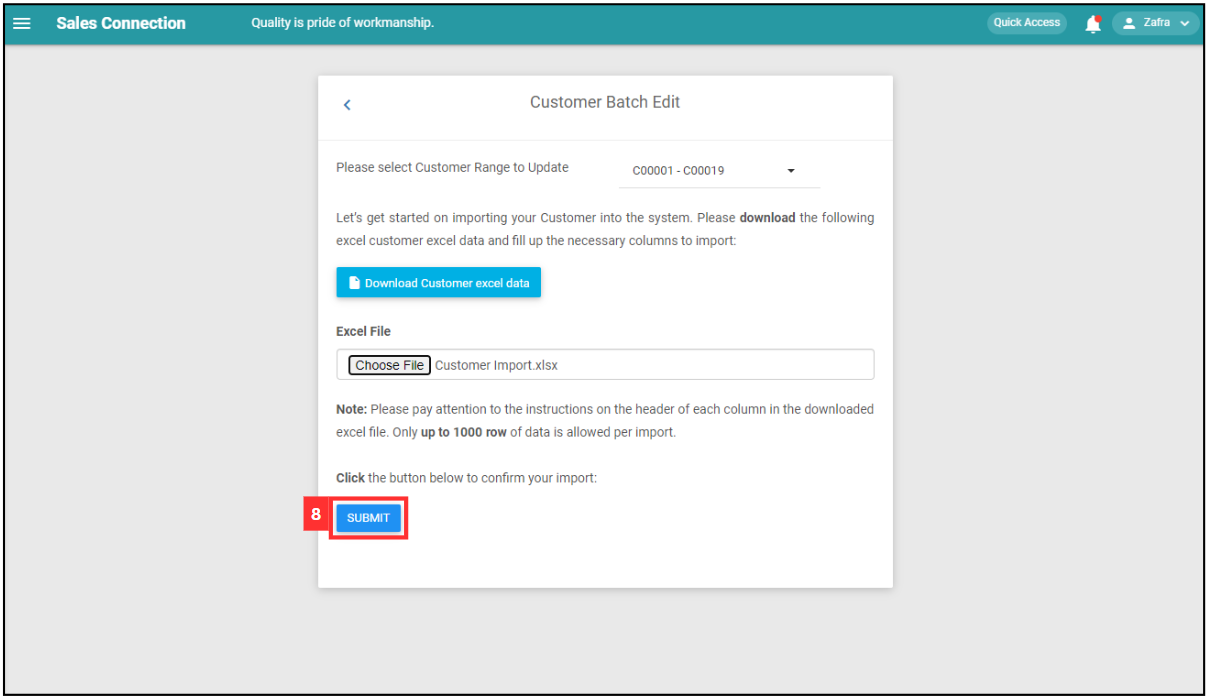 Sales Connection Quality is pride of workmanship. Quick Access Zafra
Customer Batch Edit
Please select Customer Range to Update C00001 - C00019
Let's get started on importing your Customer into the system. Please download the following
excel customer excel data and fill up the necessary columns to import:
Download Customer excel data
Excel File
Choose File Customer Import.xlsx
Note: Please pay attention to the instructions on the header of each column in the downloaded
excel file. Only up to 1000 row of data is allowed per import.
Click the button below to confirm your import:
8 SUBMIT